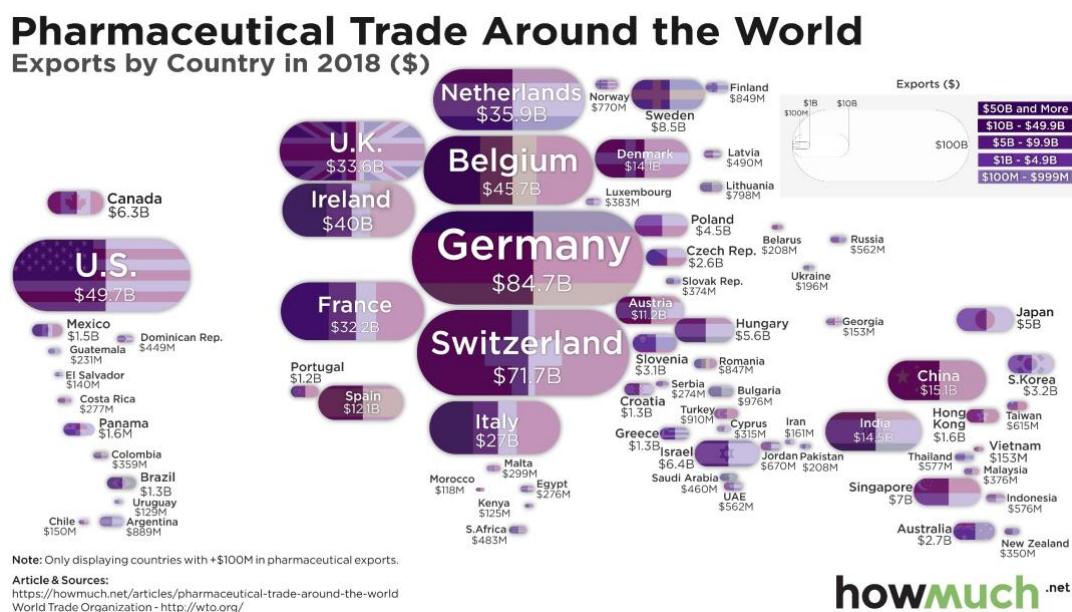 Pharmaceutical Trade Around the World
Exports by Country in 2018 ($)
Exports ($)
$100M
$1B
$10B
$100B
$50B and More
$10B - $49.9B
$5B - $9.9B
$1B - $4.9B
$100M - $999M
Canada
$6.3B
U.S.
$49.7B
Mexico
$1.5B
Dominican Rep.
$449M
Guatemala
$231M
El Salvador
$140M
Costa Rica
$277M
Panama
$1.6M
Colombia
$359M
Brazil
$1.3B
Uruguay
$129M
Chile
$150M
Argentina
$889M
U.K.
$33.6B
Ireland
$40B
France
$32.2B
Portugal
$1.2B
Spain
$12.1B
Netherlands
$35.9B
Belgium
$45.7B
Germany
$84.7B
Switzerland
$71.7B
Italy
$27B
Norway
$770M
Sweden
$8.5B
Finland
$849M
Denmark
$14.1B
Latvia
$490M
Luxembourg
$383M
Lithuania
$798M
Poland
$4.5B
Czech Rep.
$2.6B
Slovak Rep.
$374M
Belarus
$208M
Russia
$562M
Ukraine
$196M
Austria
$11.2B
Hungary
$5.6B
Georgia
$153M
Slovenia
$3.1B
Romania
$847M
Serbia
$274M
Croatia
$1.3B
Bulgaria
$976M
Turkey
$910M
Cyprus
$315M
Greece
$1.3B
Israel
$6.4B
Iran
$161M
Jordan
$670M
Pakistan
$208M
Saudi Arabia
$460M
UAE
$562M
Malta
$299M
Morocco
$118M
Egypt
$276M
Kenya
$125M
S.Africa
$483M
Japan
$5B
China
$15.1B
S.Korea
$3.2B
India
$14.5B
Hong
Kong
$1.6B
Taiwan
$615M
Vietnam
$153M
Thailand
$577M
Malaysia
$376M
Singapore
$7B
Indonesia
$576M
Australia
$2.7B
New Zealand
$350M
Note: Only displaying countries with +$100M in pharmaceutical exports.
Article & Sources:
https://howmuch.net/articles/pharmaceutical-trade-around-the-world
World Trade Organization - http://wto.org/
howmuch.net